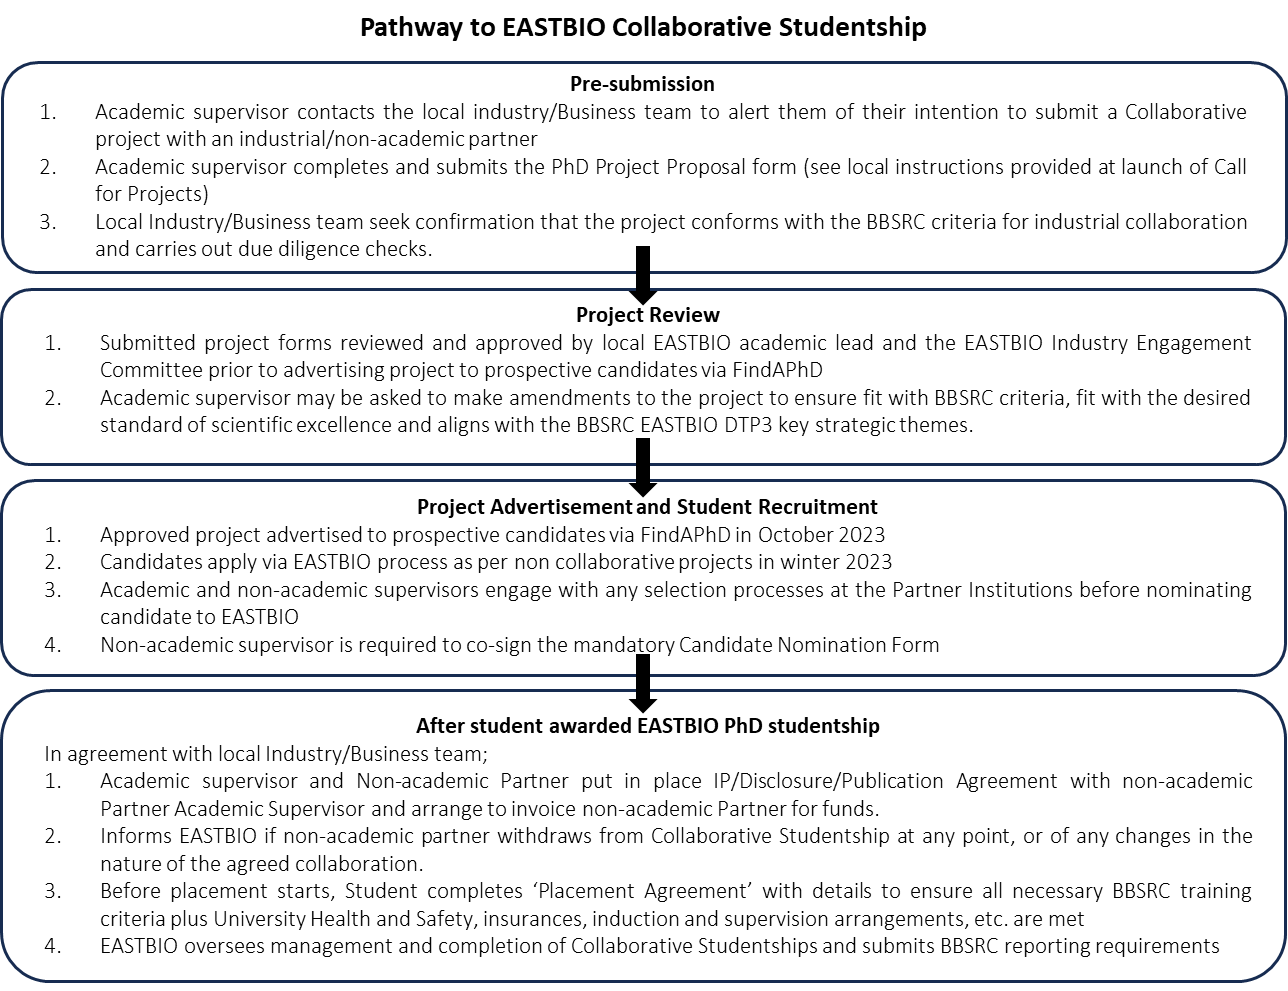 Pathway to EASTBIO Collaborative Studentship
Pre-submission
1. Academic supervisor contacts the local industry/Business team to alert them of their intention to submit a Collaborative
project with an industrial/non-academic partner
2. Academic supervisor completes and submits the PhD Project Proposal form (see local instructions provided at launch of Call
for Projects)
3. Local Industry/Business team seek confirmation that the project conforms with the BBSRC criteria for industrial collaboration
and carries out due diligence checks.
Project Review
1. Submitted project forms reviewed and approved by local EASTBIO academic lead and the EASTBIO Industry Engagement
Committee prior to advertising project to prospective candidates via FindAPhD
2. Academic supervisor may be asked to make amendments to the project to ensure fit with BBSRC criteria, fit with the desired
standard of scientific excellence and aligns with the BBSRC EASTBIO DTP3 key strategic themes.
Project Advertisement and Student Recruitment
1. Approved project advertised to prospective candidates via FindAPhD in October 2023
2. Candidates apply via EASTBIO process as per non collaborative projects in winter 2023
3. Academic and non-academic supervisors engage with any selection processes at the Partner Institutions before nominating
candidate to EASTBIO
4. Non-academic supervisor is required to co-sign the mandatory Candidate Nomination Form
After student awarded EASTBIO PhD studentship
In agreement with local Industry/Business team;
1. Academic supervisor and Non-academic Partner put in place IP/Disclosure/Publication Agreement with non-academic
Partner Academic Supervisor and arrange to invoice non-academic Partner for funds.
2. Informs EASTBIO if non-academic partner withdraws from Collaborative Studentship at any point, or of any changes in the
nature of the agreed collaboration.
3. Before placement starts, Student completes ‘Placement Agreement’ with details to ensure all necessary BBSRC training
criteria plus University Health and Safety, insurances, induction and supervision arrangements, etc. are met
4. EASTBIO oversees management and completion of Collaborative Studentships and submits BBSRC reporting requirements